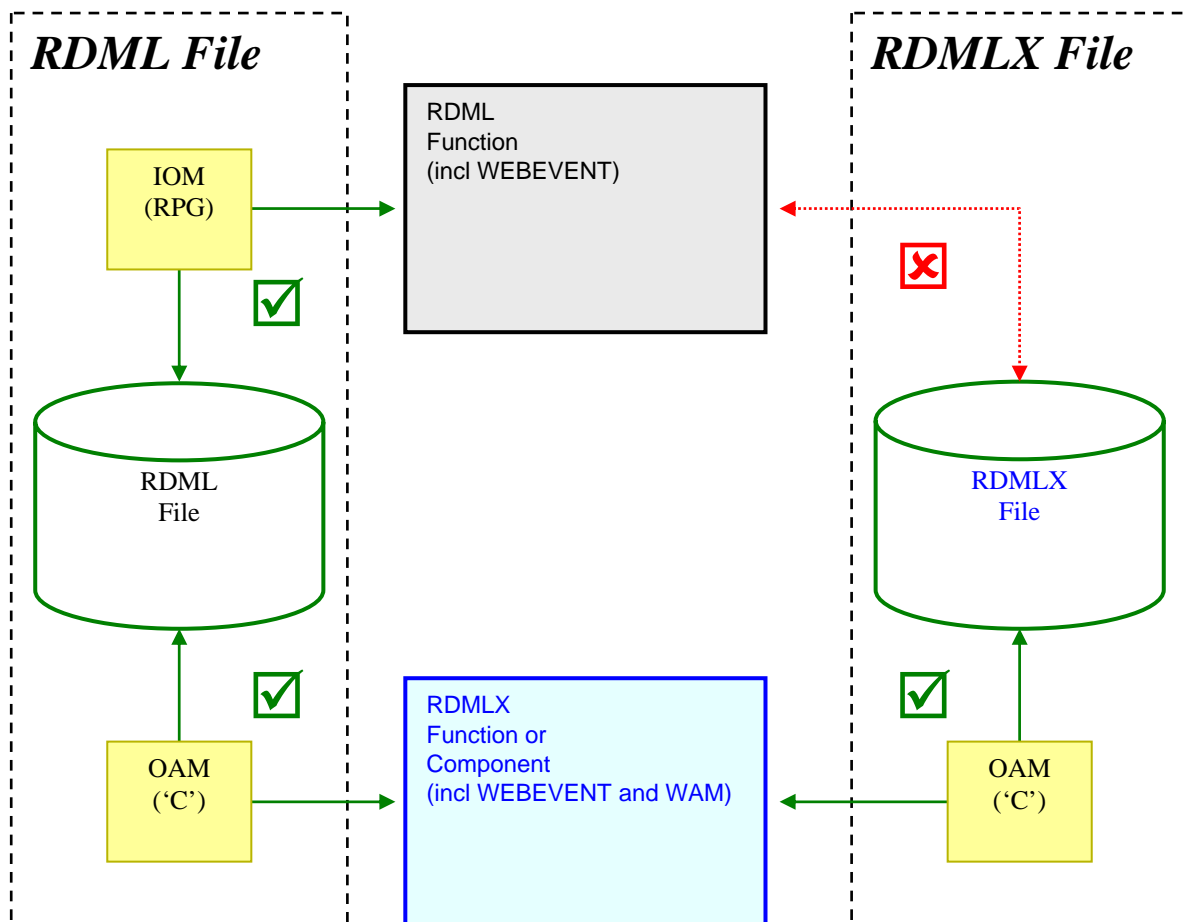 RDML File
RDMLX File
RDML
Function
(incl WEBEVENT)
IOM
(RPG)
RDML
File
RDMLX
File
RDMLX
Function or
Component
(incl WEBEVENT and WAM)
OAM
(‘C’)
OAM
(‘C’)